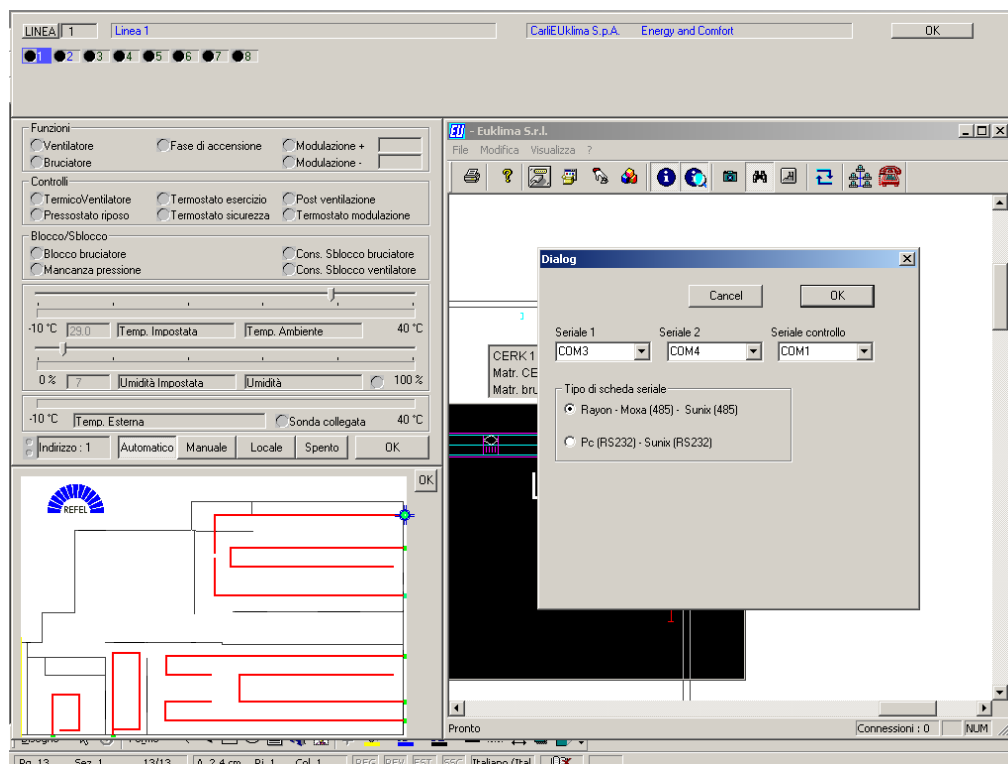 LINEA 1 Linea 1 CarliEUklima S.p.A. Energy and Comfort OK
1 2 3 4 5 6 7 8
Funzioni
Ventilatore Fase di accensione Modulazione +
Bruciatore Modulazione -
Controlli
TermicoVentilatore Termostato esercizio Post ventilazione
Pressostato riposo Termostato sicurezza Termostato modulazione
Blocco/Sblocco
Blocco bruciatore Cons. Sblocco bruciatore
Mancanza pressione Cons. Sblocco ventilatore
-10 °C 29.0 Temp. Impostata Temp. Ambiente 40 °C
0 % 7 Umidità Impostata Umidità 100 %
-10 °C Temp. Esterna Sonda collegata 40 °C
Indirizzo : 1 Automatico Manuale Locale Spento OK
OK
REFEL
EU - Euklima S.r.l.
File Modifica Visualizza ?
1
CERK 1
Matr. CE
Matr. bru
Dialog
Cancel OK
Seriale 1 Seriale 2 Seriale controllo
COM3 COM4 COM1
Tipo di scheda seriale
Rayon - Moxa (485) - Sunix (485)
Pc (RS232) - Sunix (RS232)
Pronto Connessioni : 0 NUM
Pg. 13 Sez. 1 13/13 A 2,4 cm Ri 1 Col. 1 REG REV EST SSC Italiano (Ital